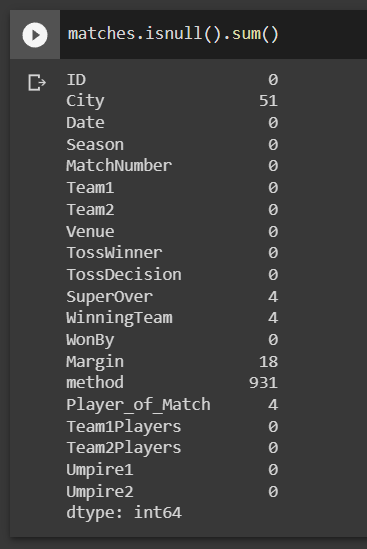 matches.isnull().sum()
ID 0
City 51
Date 0
Season 0
MatchNumber 0
Team1 0
Team2 0
Venue 0
TossWinner 0
TossDecision 0
SuperOver 4
WinningTeam 4
WonBy 0
Margin 18
method 931
Player_of_Match 4
Team1Players 0
Team2Players 0
Umpire1 0
Umpire2 0
dtype: int64